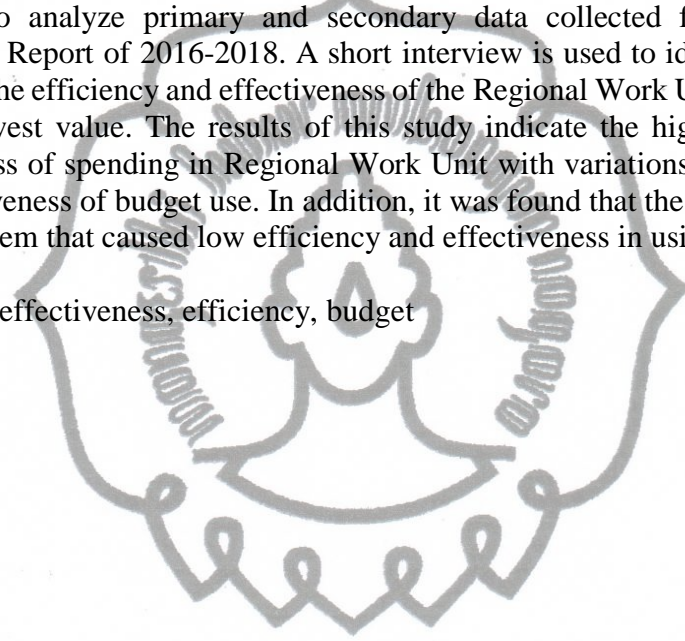 o analyze primary and secondary data collected f
Report of 2016-2018. A short interview is used to id
he efficiency and effectiveness of the Regional Work U
vest value. The results of this study indicate the hig
ss of spending in Regional Work Unit with variations
veness of budget use. In addition, it was found that the
em that caused low efficiency and effectiveness in usi
effectiveness, efficiency, budget